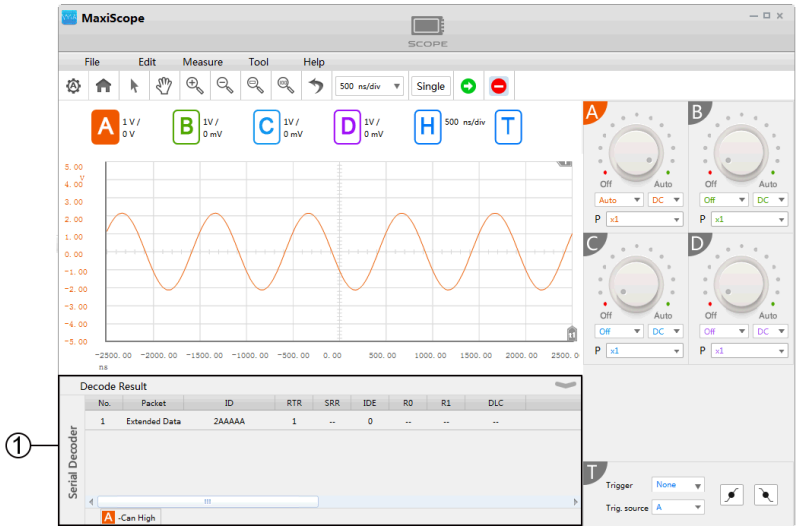 MaxiScope
SCOPE
File Edit Measure Tool Help
500 ns/div Single
A 1 V / 0 V
B 1V / 0 mV
C 1V / 0 mV
D 1V / 0 mV
H 500 ns/div
T
5.00
V
4.00
3.00
2.00
1.00
0.00
-1.00
-2.00
-3.00
-4.00
-5.00
-2500.00 -2000.00 -1500.00 -1000.00 -500.00 0.00 500.00 1000.00 1500.00 2000.00 2500.0
ns
A
Off Auto
Auto DC
P x1
B
Off Auto
Off DC
P x1
C
Off Auto
Off DC
P x1
D
Off Auto
Off DC
P x1
1
Decode Result
Serial Decoder
No. Packet ID RTR SRR IDE R0 R1 DLC
1 Extended Data 2AAAAA 1 -- 0 -- -- --
A -Can High
T
Trigger None
Trig. source A